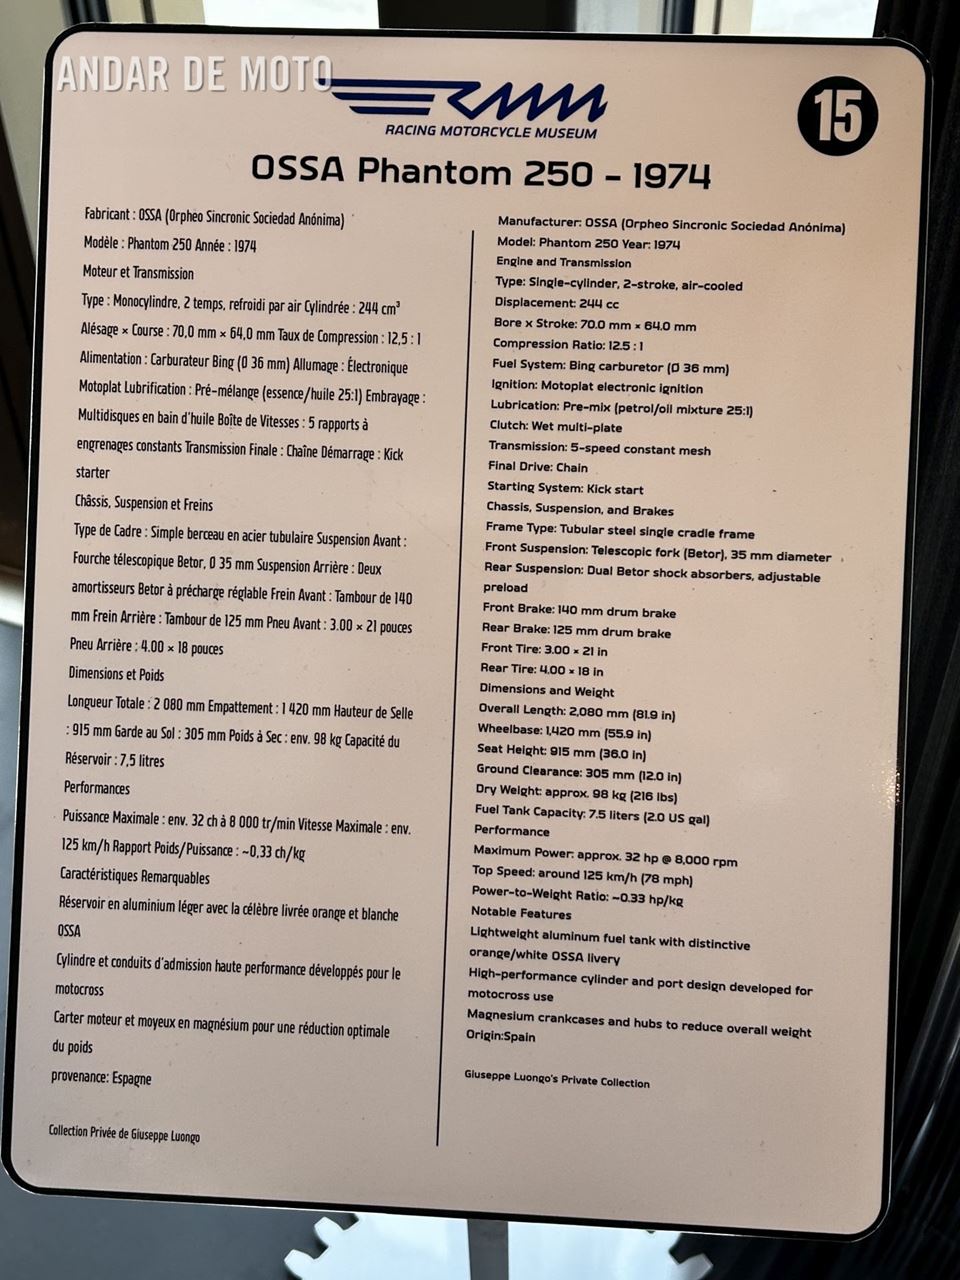 ANDAR DE MOTO
RMM
RACING MOTORCYCLE MUSEUM
15
OSSA Phantom 250 - 1974
Fabricant : OSSA (Orpheo Sincronic Sociedad Anónima)
Modèle : Phantom 250 Année : 1974
Moteur et Transmission
Type : Monocylindre, 2 temps, refroidi par air Cylindrée : 244 cm³
Alésage × Course : 70,0 mm × 64,0 mm Taux de Compression : 12,5 : 1
Alimentation : Carburateur Bing (Ø 36 mm) Allumage : Électronique
Motoplat Lubrification : Pré-mélange (essence/huile 25:1) Embrayage :
Multidisques en bain d'huile Boîte de Vitesses : 5 rapports à
engrenages constants Transmission Finale : Chaîne Démarrage : Kick
starter
Châssis, Suspension et Freins
Type de Cadre : Simple berceau en acier tubulaire Suspension Avant :
Fourche télescopique Betor, Ø 35 mm Suspension Arrière : Deux
amortisseurs Betor à précharge réglable Frein Avant : Tambour de 140
mm Frein Arrière : Tambour de 125 mm Pneu Avant : 3.00 × 21 pouces
Pneu Arrière : 4.00 × 18 pouces
Dimensions et Poids
Longueur Totale : 2 080 mm Empattement : 1 420 mm Hauteur de Selle
: 915 mm Garde au Sol : 305 mm Poids à Sec : env. 98 kg Capacité du
Réservoir : 7,5 litres
Performances
Puissance Maximale : env. 32 ch à 8 000 tr/min Vitesse Maximale : env.
125 km/h Rapport Poids/Puissance : ~0,33 ch/kg
Caractéristiques Remarquables
Réservoir en aluminium léger avec la célèbre livrée orange et blanche
OSSA
Cylindre et conduits d'admission haute performance développés pour le
motocross
Carter moteur et moyeux en magnésium pour une réduction optimale
du poids
provenance: Espagne
Collection Privée de Giuseppe Luongo
Manufacturer: OSSA (Orpheo Sincronic Sociedad Anónima)
Model: Phantom 250 Year: 1974
Engine and Transmission
Type: Single-cylinder, 2-stroke, air-cooled
Displacement: 244 cc
Bore x Stroke: 70.0 mm × 64.0 mm
Compression Ratio: 12.5 : 1
Fuel System: Bing carburetor (Ø 36 mm)
Ignition: Motoplat electronic ignition
Lubrication: Pre-mix (petrol/oil mixture 25:1)
Clutch: Wet multi-plate
Transmission: 5-speed constant mesh
Final Drive: Chain
Starting System: Kick start
Chassis, Suspension, and Brakes
Frame Type: Tubular steel single cradle frame
Front Suspension: Telescopic fork (Betor), 35 mm diameter
Rear Suspension: Dual Betor shock absorbers, adjustable
preload
Front Brake: 140 mm drum brake
Rear Brake: 125 mm drum brake
Front Tire: 3.00 × 21 in
Rear Tire: 4.00 × 18 in
Dimensions and Weight
Overall Length: 2,080 mm (81.9 in)
Wheelbase: 1,420 mm (55.9 in)
Seat Height: 915 mm (36.0 in)
Ground Clearance: 305 mm (12.0 in)
Dry Weight: approx. 98 kg (216 lbs)
Fuel Tank Capacity: 7.5 liters (2.0 US gal)
Performance
Maximum Power: approx. 32 hp @ 8,000 rpm
Top Speed: around 125 km/h (78 mph)
Power-to-Weight Ratio: ~0.33 hp/kg
Notable Features
Lightweight aluminum fuel tank with distinctive
orange/white OSSA livery
High-performance cylinder and port design developed for
motocross use
Magnesium crankcases and hubs to reduce overall weight
Origin:Spain
Giuseppe Luongo's Private Collection